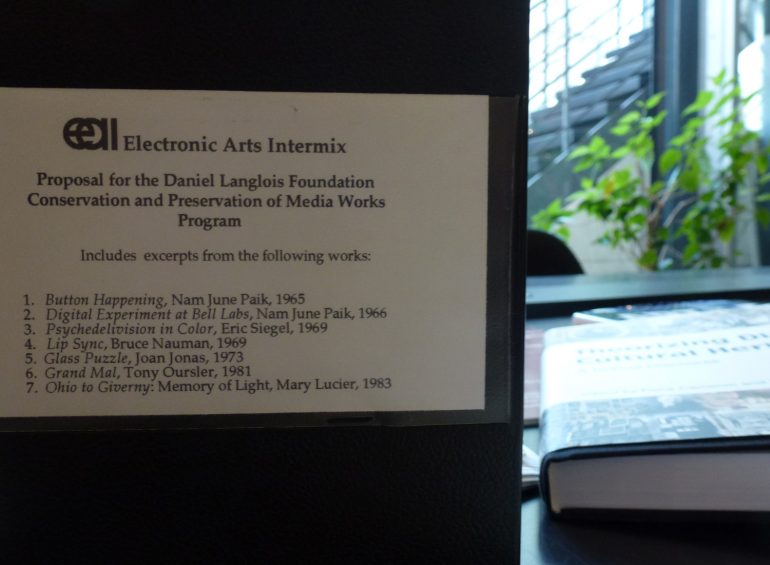 eai Electronic Arts Intermix
Proposal for the Daniel Langlois Foundation
Conservation and Preservation of Media Works
Program
Includes excerpts from the following works:
1. Button Happening, Nam June Paik, 1965
2. Digital Experiment at Bell Labs, Nam June Paik, 1966
3. Psychedelivision in Color, Eric Siegel, 1969
4. Lip Sync, Bruce Nauman, 1969
5. Glass Puzzle, Joan Jonas, 1973
6. Grand Mal, Tony Oursler, 1981
7. Ohio to Giverny: Memory of Light, Mary Lucier, 1983